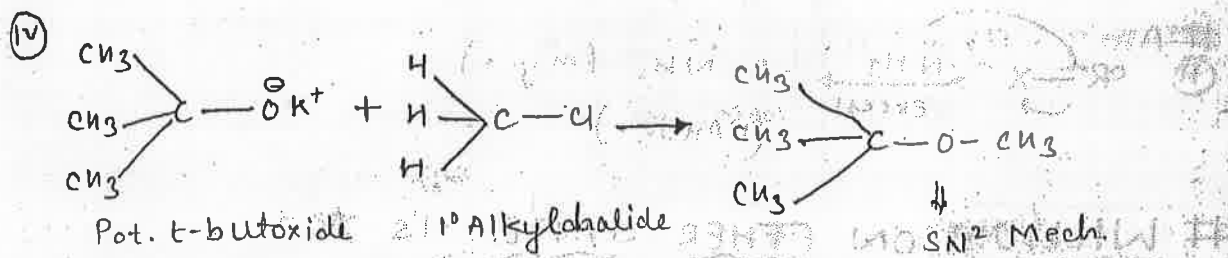 (iv)
CH3 CH3 CH3 C — O⊖ K+ + H H H C — Cl → CH3 CH3 CH3 C — O — CH3
Pot. t-butoxide 1° Alkylhalide ⇓ SN² Mech.